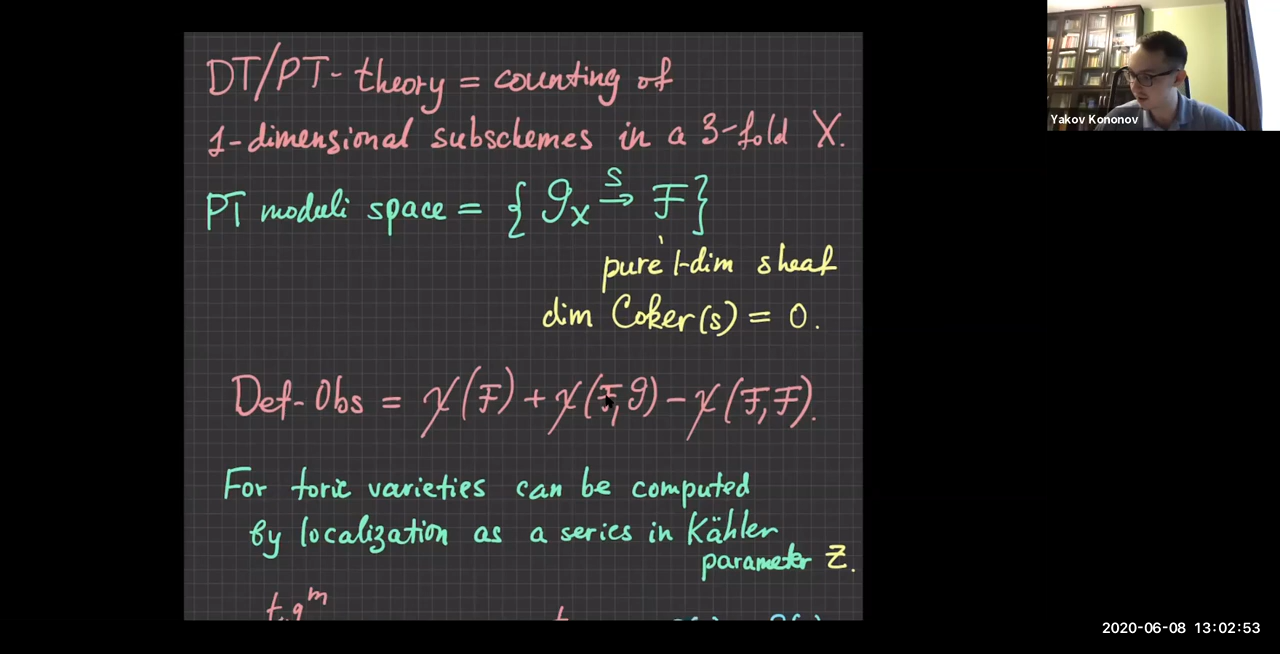 DT/PT-theory = counting of
1-dimensional subschemes in a 3-fold X.
PT moduli space = { 𝒪_X →^s F }
pure 1-dim sheaf
dim Coker(s) = 0.
Def-Obs = χ(F) + χ(F,𝒪) - χ(F,F).
For toric varieties can be computed
by localization as a series in Kähler
parameter z.
Yakov Kononov
2020-06-08 13:02:53